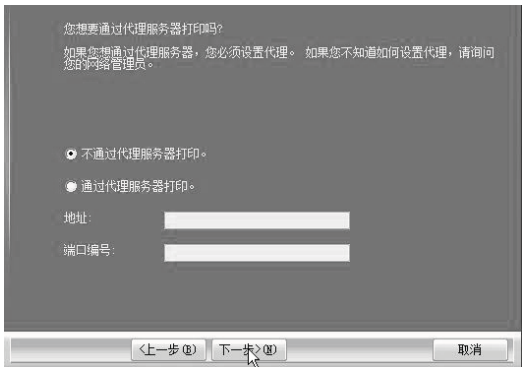 您想要通过代理服务器打印吗?
如果您想通过代理服务器，您必须设置代理。 如果您不知道如何设置代理，请询问
您的网络管理员。
不通过代理服务器打印。
通过代理服务器打印。
地址:
端口编号:
<上一步(B) 下一步>(N) 取消